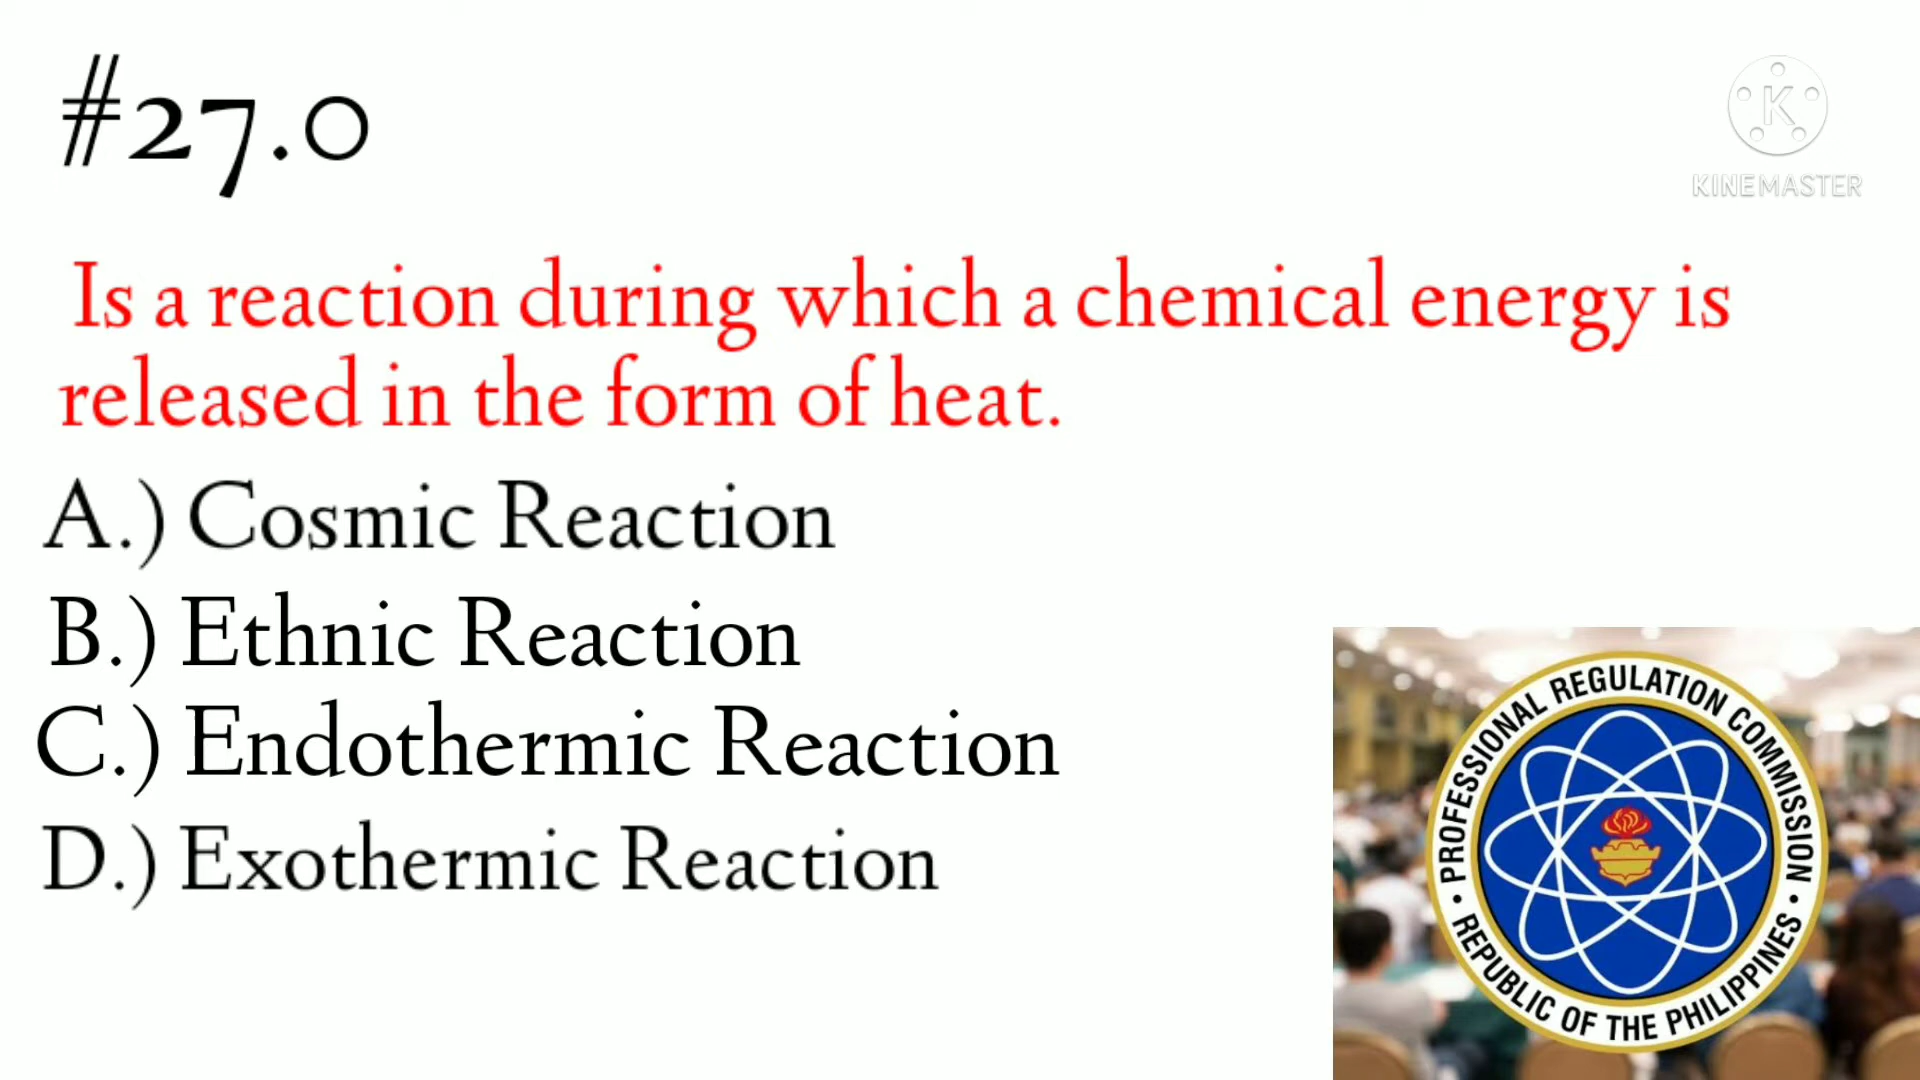 #27.0
KINEMASTER
Is a reaction during which a chemical energy is
released in the form of heat.
A.) Cosmic Reaction
B.) Ethnic Reaction
C.) Endothermic Reaction
D.) Exothermic Reaction
PROFESSIONAL REGULATION COMMISSION
REPUBLIC OF THE PHILIPPINES